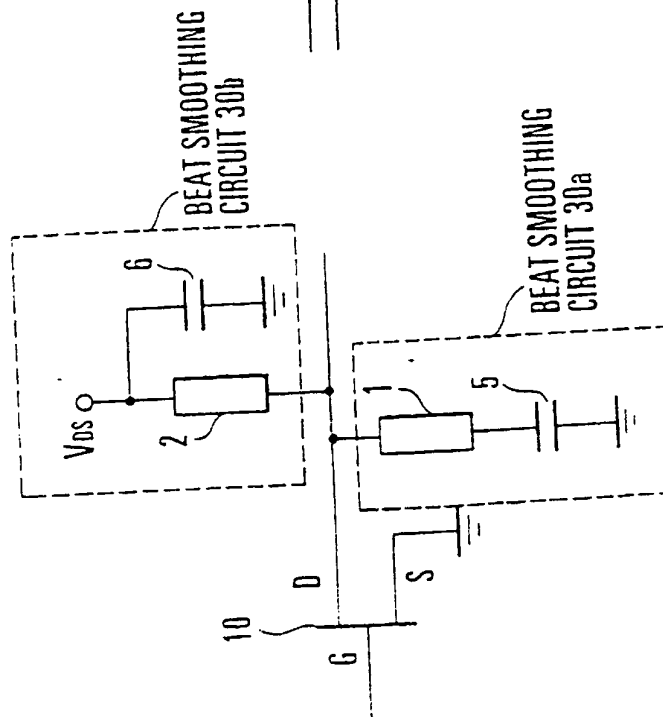 BEAT SMOOTHING
CIRCUIT 30b
6
VDS
2
BEAT SMOOTHING
CIRCUIT 30a
1
5
D
10
S
G